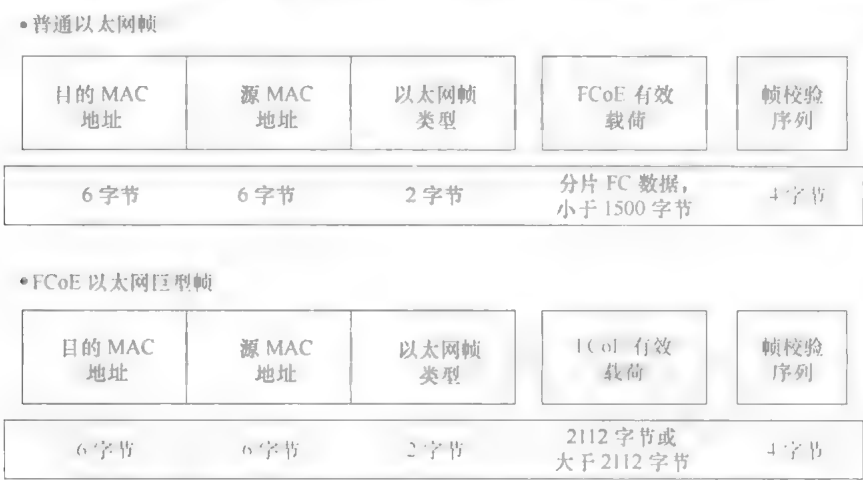 •普通以太网帧
目的 MAC 源 MAC 以太网帧 FCoE 有效 帧校验
地址 地址 类型 载荷 序列
6 字节 6 字节 2 字节 分片 FC 数据， 4 字节
小于 1500 字节
•FCoE 以太网巨型帧
目的 MAC 源 MAC 以太网帧 FCoE 有效 帧校验
地址 地址 类型 载荷 序列
6 字节 6 字节 2 字节 2112 字节或 4 字节
大于 2112 字节